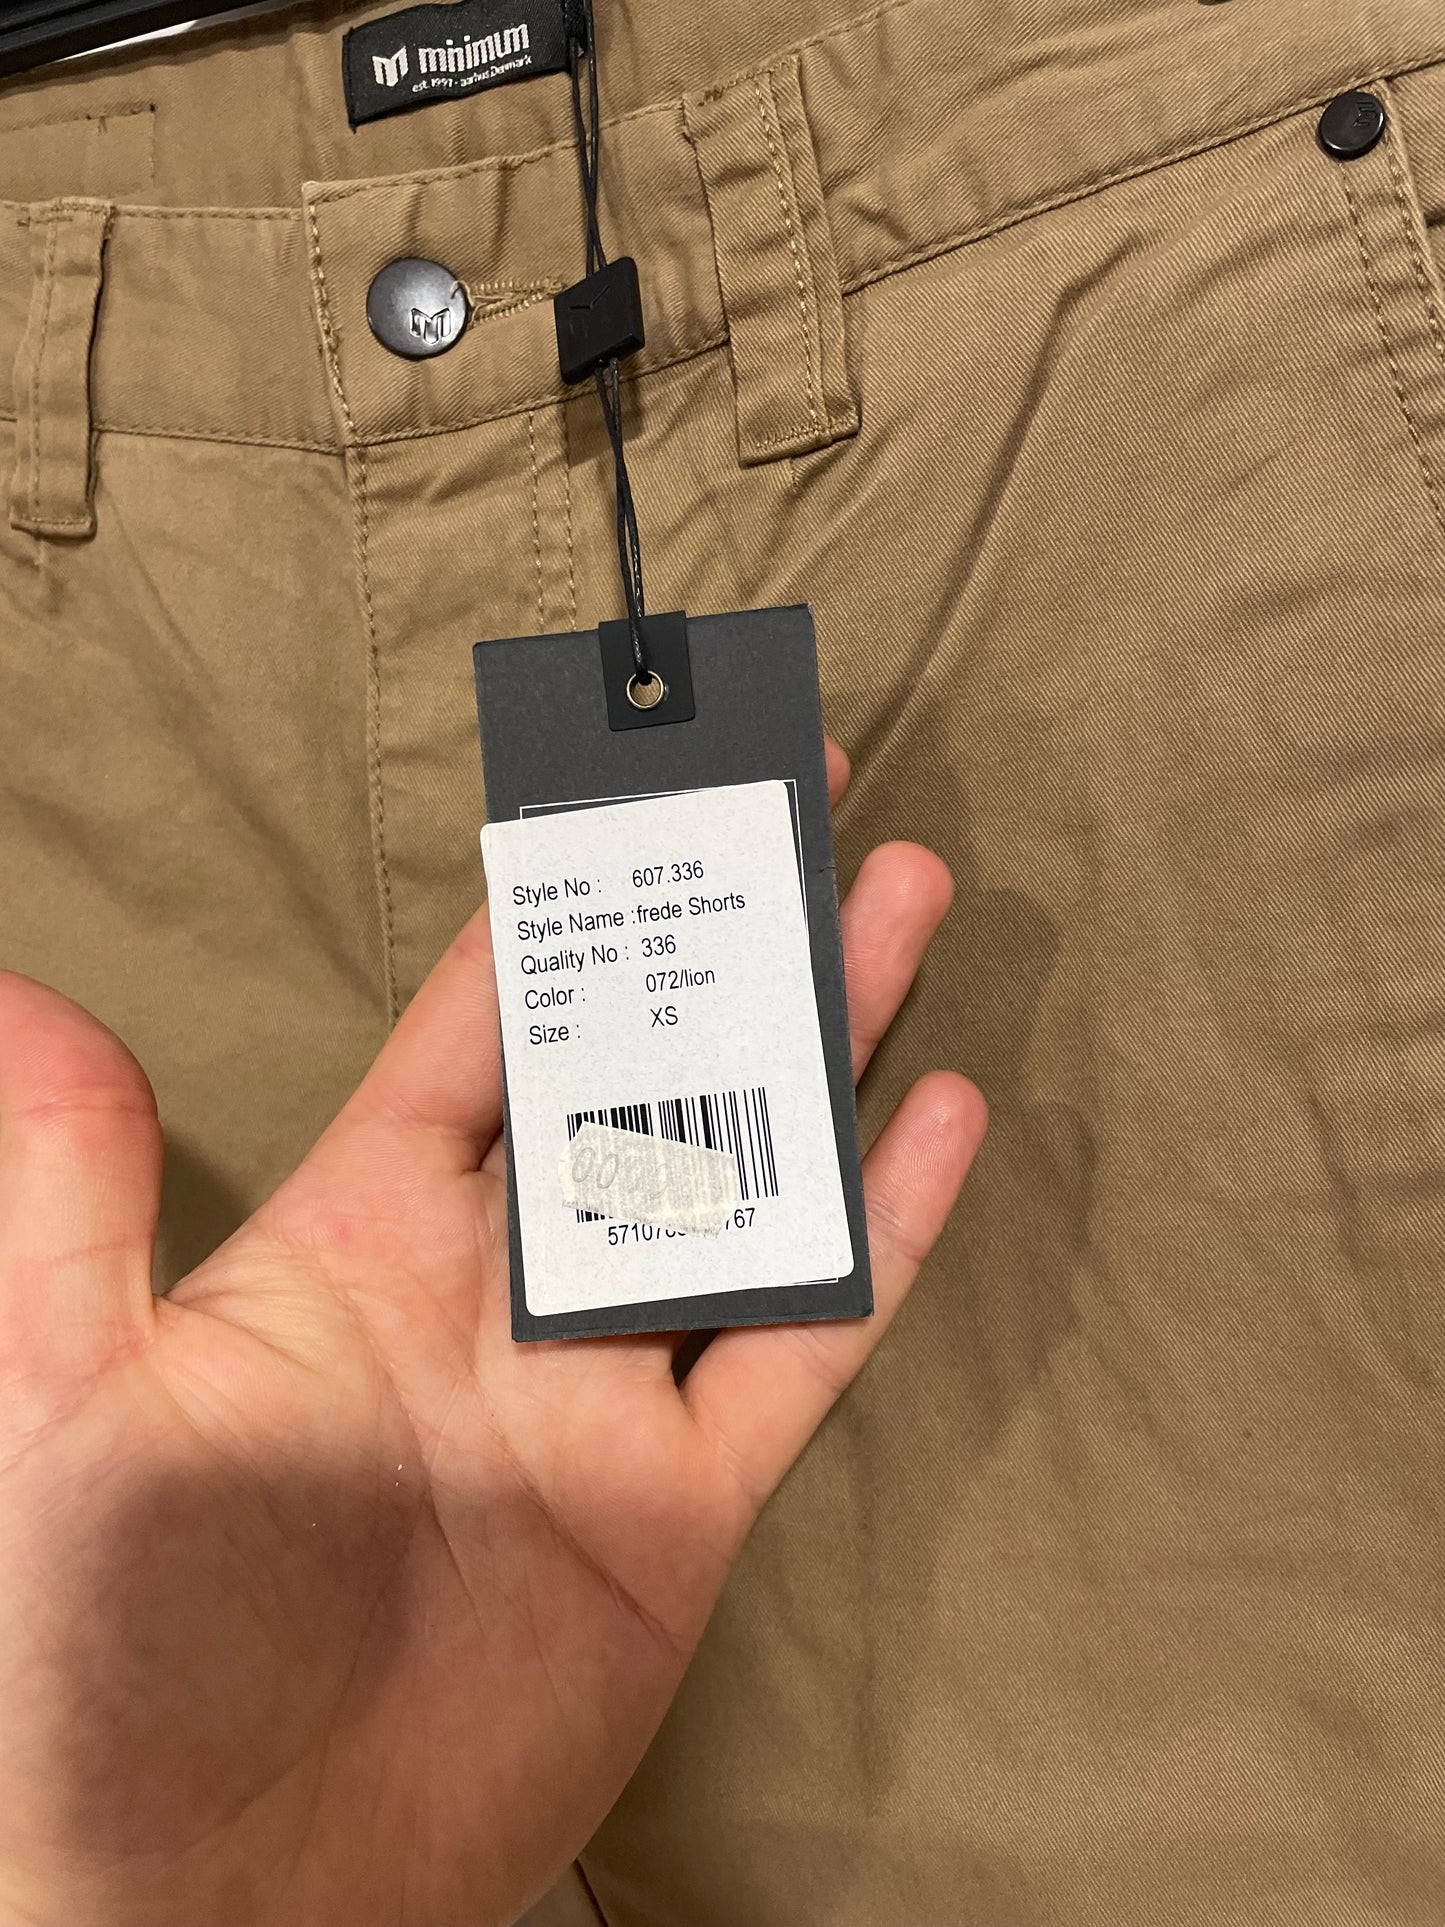 minimum
est. 1997 - aarhus Denmark
Style No : 607.336
Style Name :frede Shorts
Quality No : 336
Color : 072/lion
Size : XS